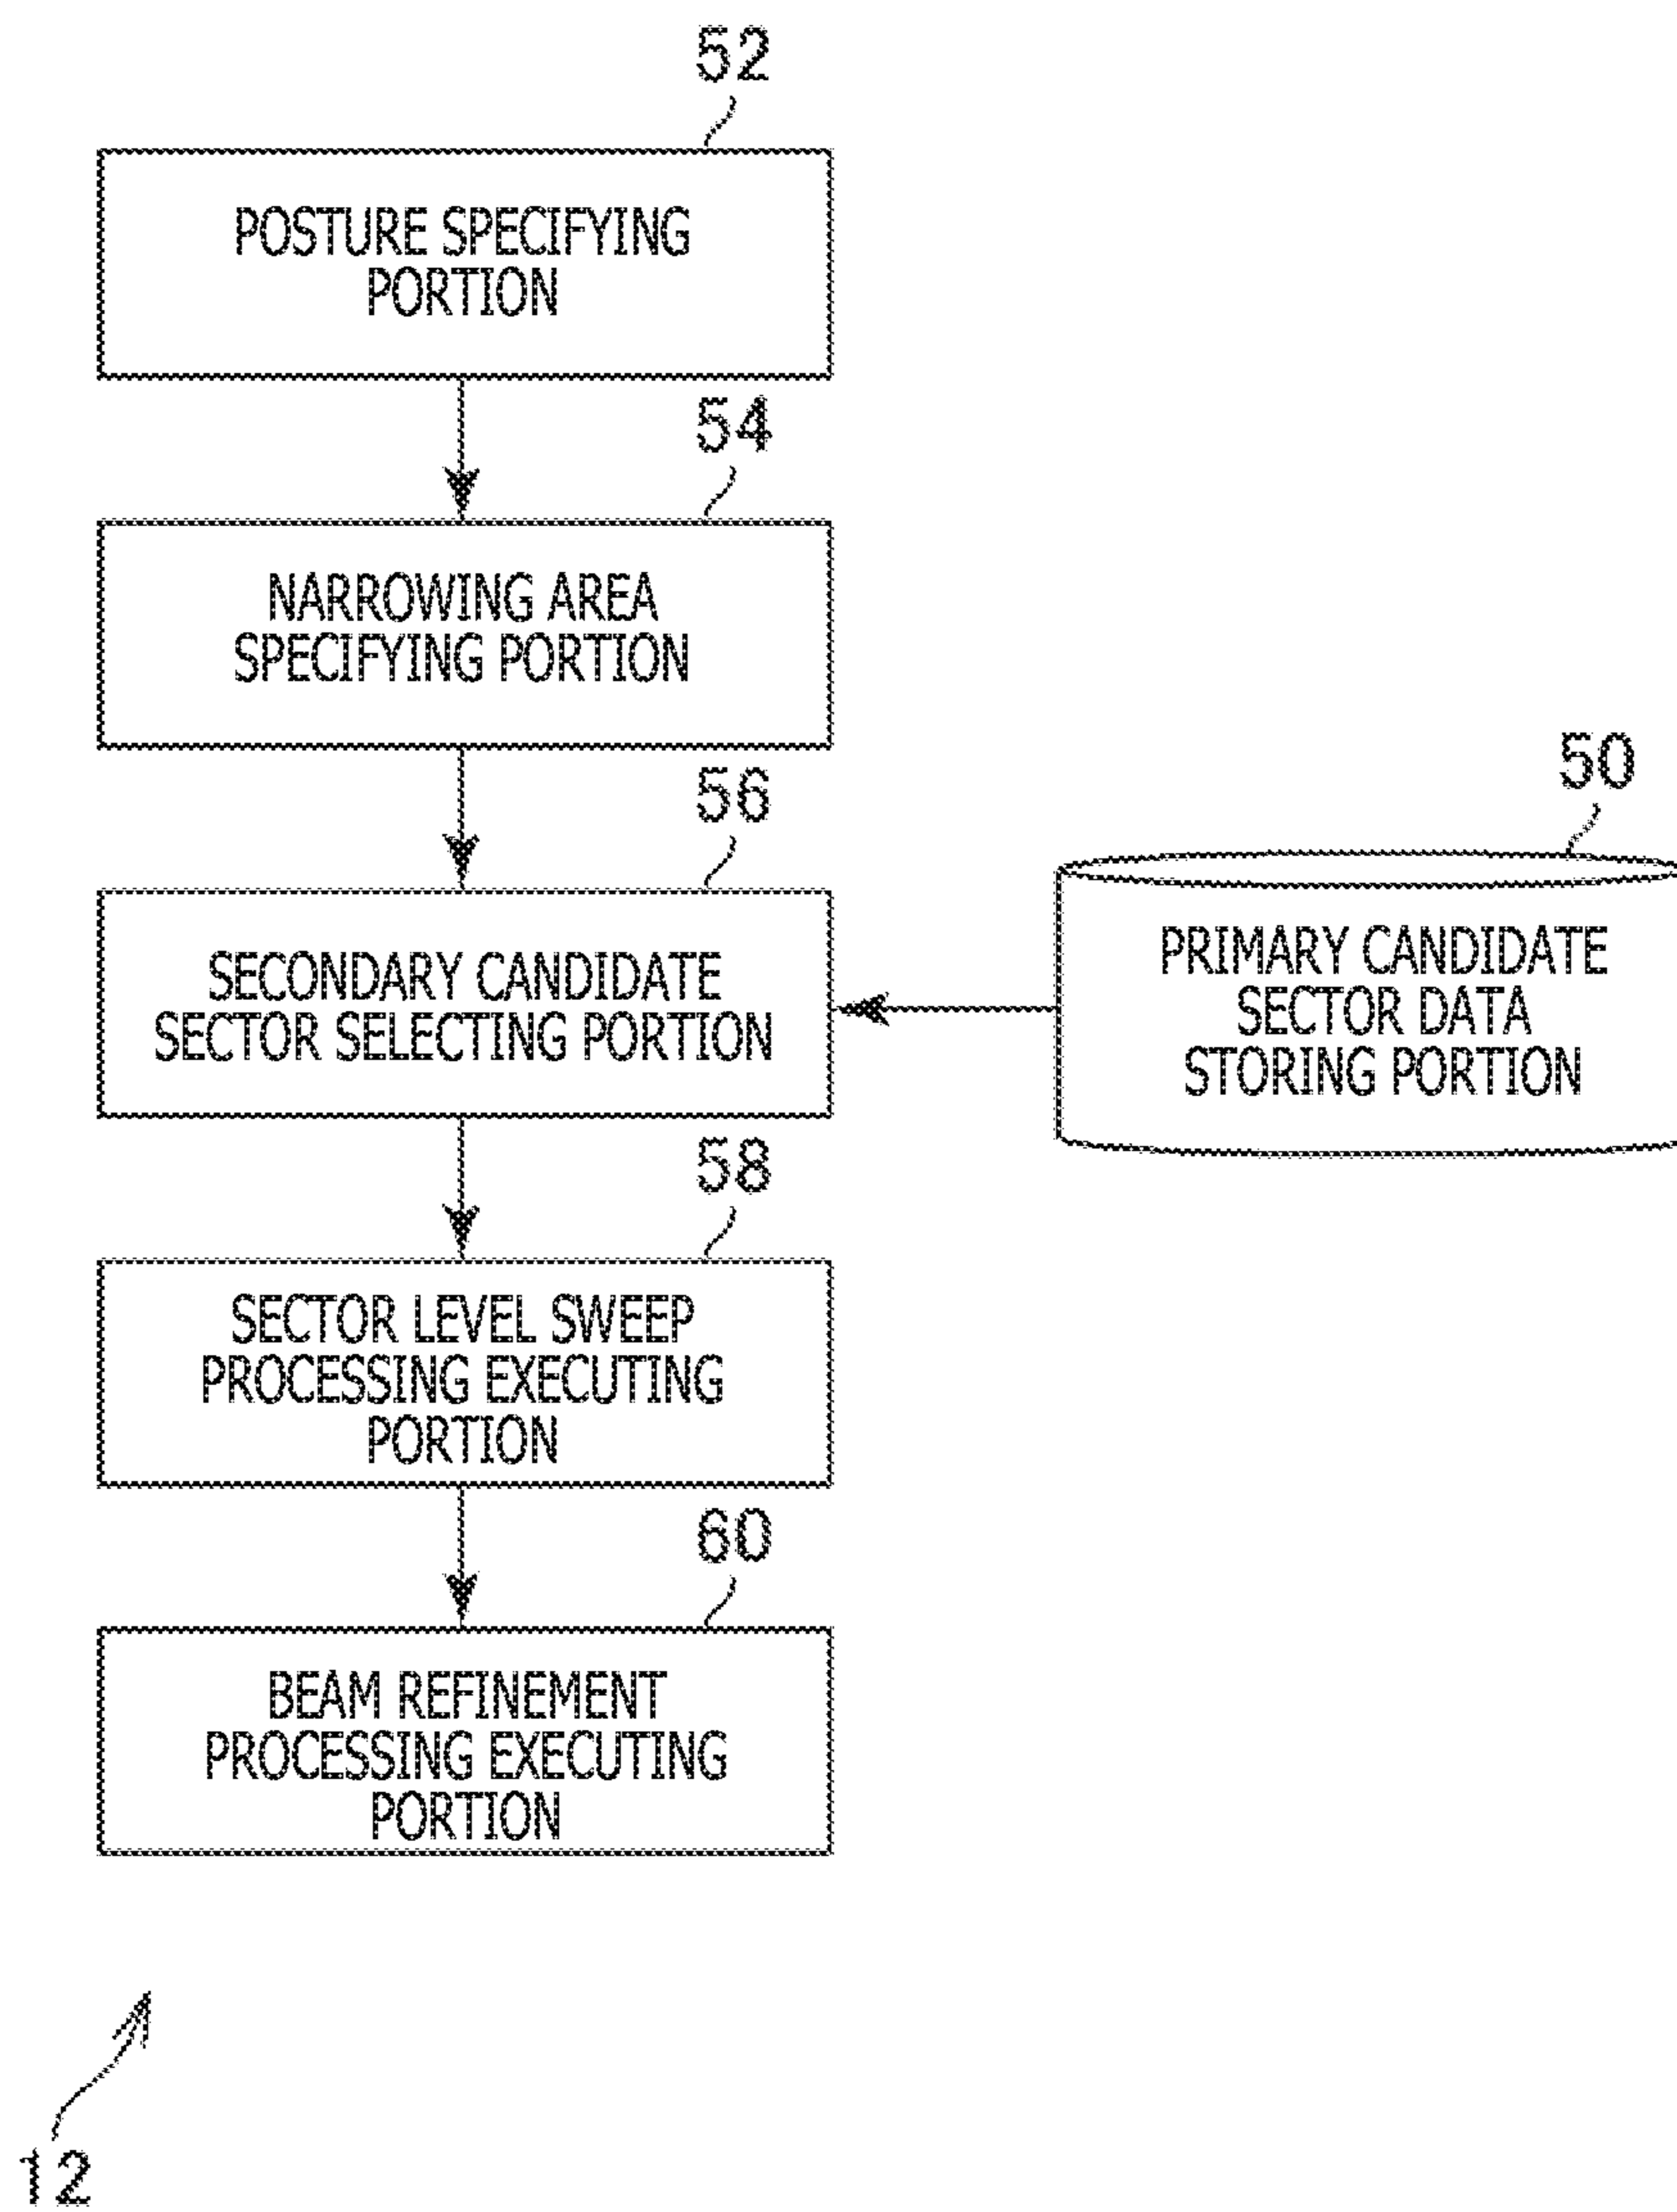 52
POSTURE SPECIFYING
PORTION
54
NARROWING AREA
SPECIFYING PORTION
56
SECONDARY CANDIDATE
SECTOR SELECTING PORTION
50
PRIMARY CANDIDATE
SECTOR DATA
STORING PORTION
58
SECTOR LEVEL SWEEP
PROCESSING EXECUTING
PORTION
60
BEAM REFINEMENT
PROCESSING EXECUTING
PORTION
12